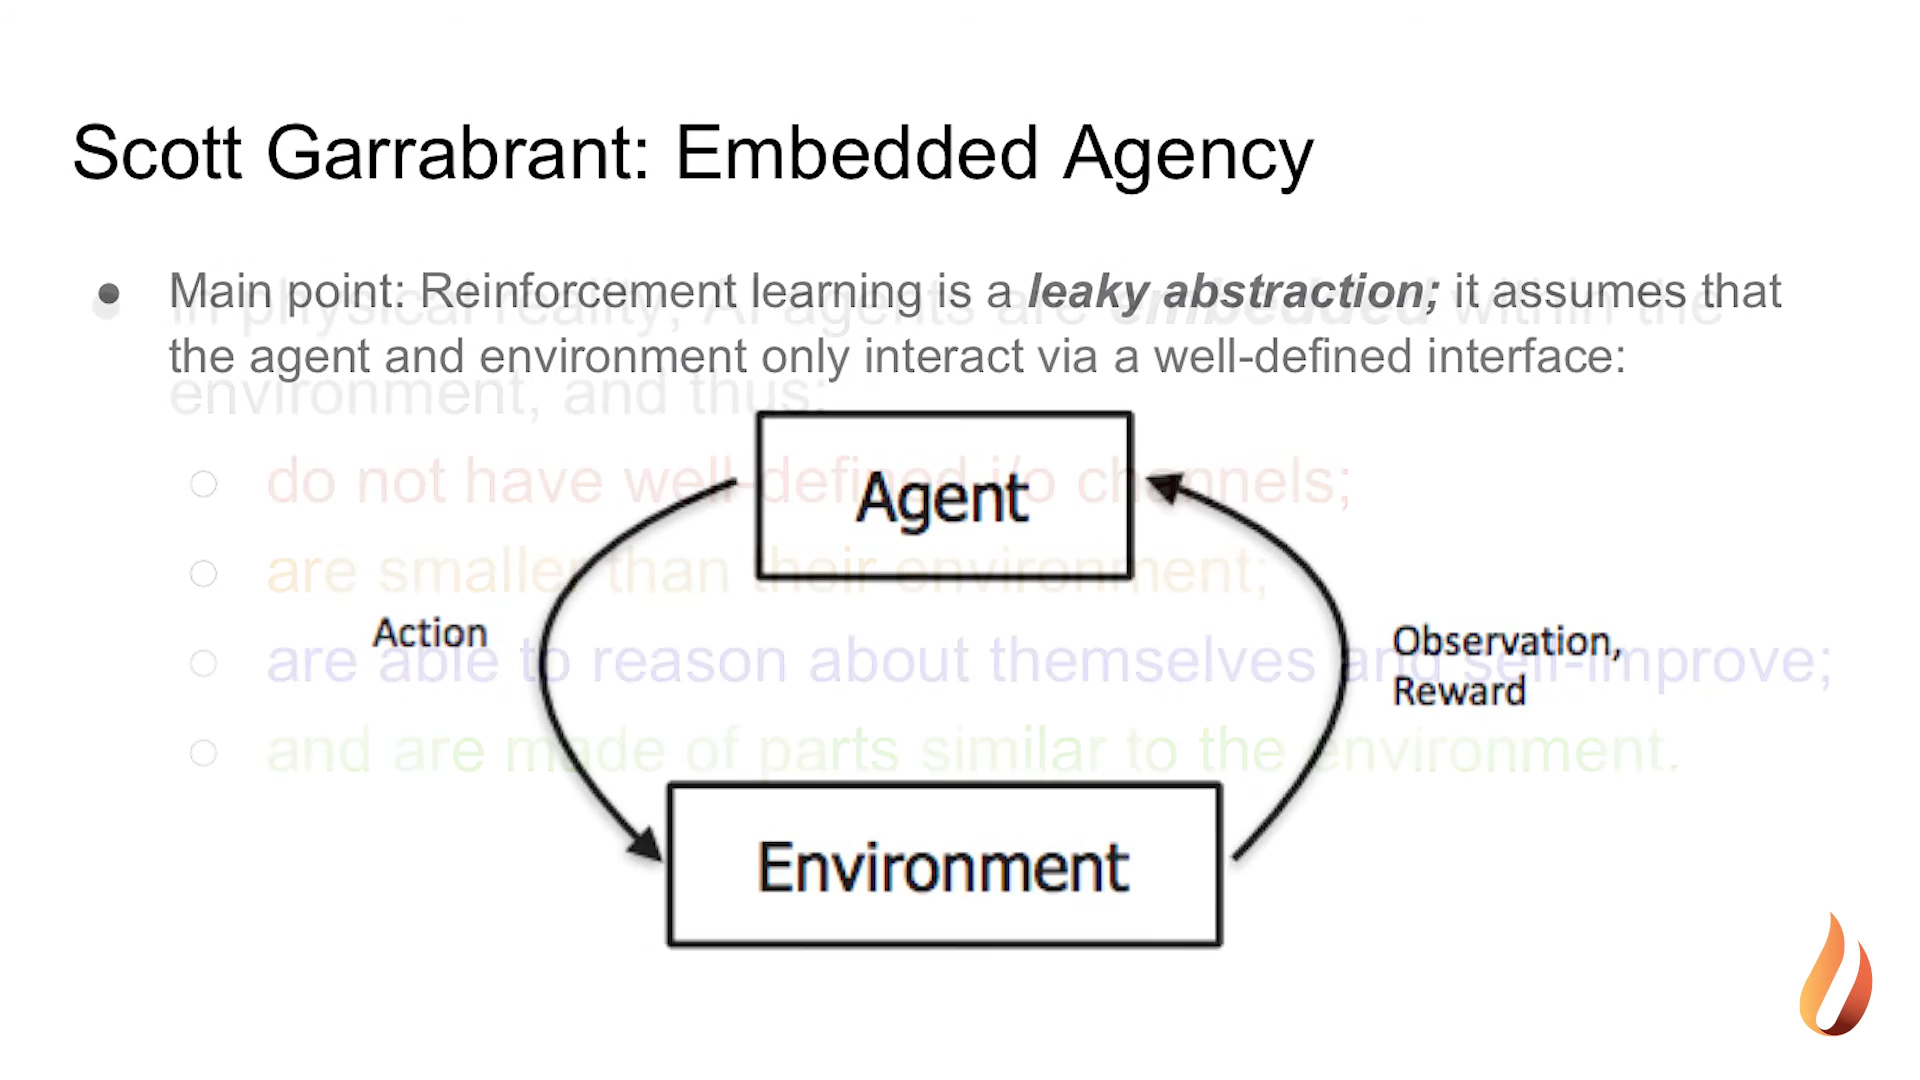 Scott Garrabrant: Embedded Agency
● Main point: Reinforcement learning is a leaky abstraction; it assumes that
the agent and environment only interact via a well-defined interface:
In physical reality, AI agents are embedded within the
environment, and thus:
○ do not have well-defined i/o channels;
○ are smaller than their environment;
○ are able to reason about themselves and self-improve;
○ and are made of parts similar to the environment.
Agent
Action
Observation,
Reward
Environment